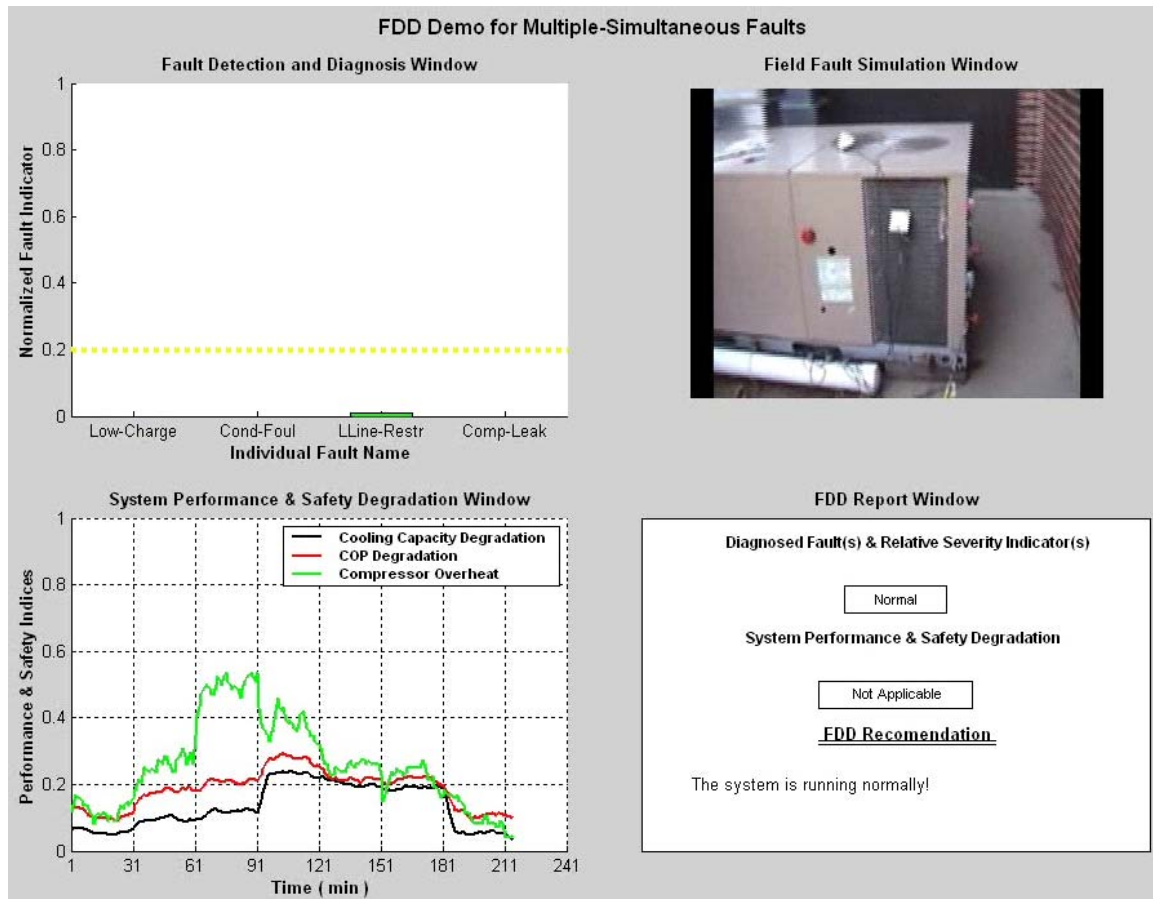 FDD Demo for Multiple-Simultaneous Faults
Fault Detection and Diagnosis Window
Normalized Fault Indicator
1
0.8
0.6
0.4
0.2
0
Low-Charge Cond-Foul LLine-Restr Comp-Leak
Individual Fault Name
Field Fault Simulation Window
System Performance & Safety Degradation Window
Performance & Safety Indices
1
0.8
0.6
0.4
0.2
0
Cooling Capacity Degradation
COP Degradation
Compressor Overheat
1 31 61 91 121 151 181 211 241
Time ( min )
FDD Report Window
Diagnosed Fault(s) & Relative Severity Indicator(s)
Normal
System Performance & Safety Degradation
Not Applicable
FDD Recomendation
The system is running normally!